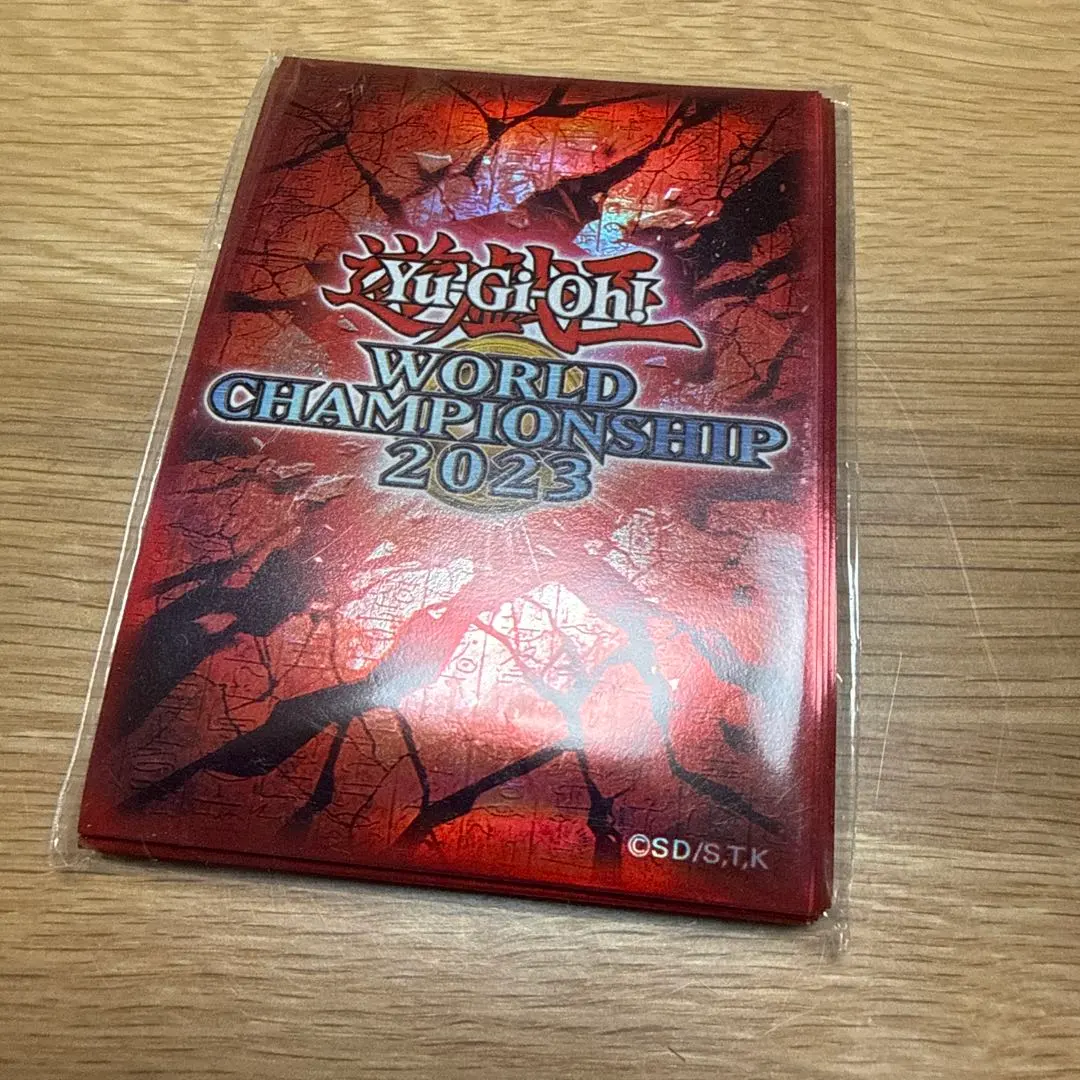 遊戯王
Yu-Gi-Oh!
WORLD
CHAMPIONSHIP
2023
©SD/S,T,K